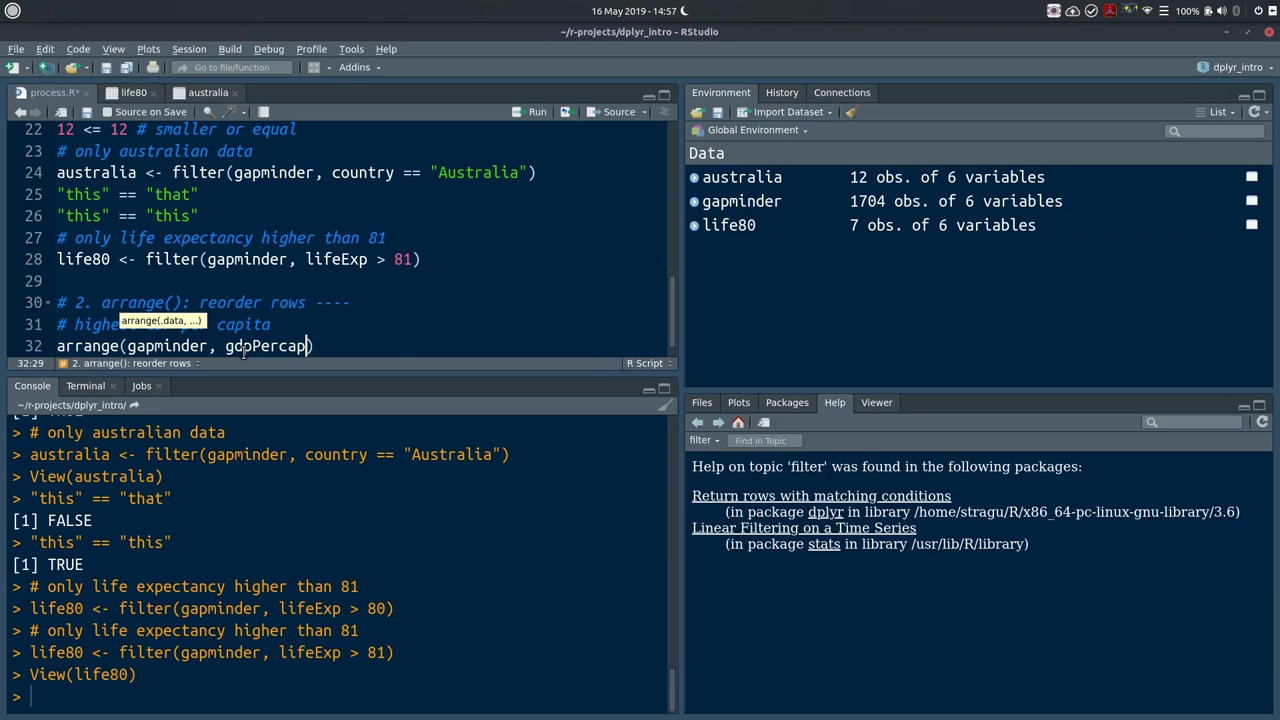 16 May 2019 - 14:57
100%
~/r-projects/dplyr_intro - RStudio
File Edit Code View Plots Session Build Debug Profile Tools Help
Go to file/function Addins dplyr_intro
process.R* life80 australia
Source on Save Run Source
22 12 <= 12 # smaller or equal
23 # only australian data
24 australia <- filter(gapminder, country == "Australia")
25 "this" == "that"
26 "this" == "this"
27 # only life expectancy higher than 81
28 life80 <- filter(gapminder, lifeExp > 81)
29
30 # 2. arrange(): reorder rows ----
arrange(.data, ...)
31 # highe per capita
32 arrange(gapminder, gdpPercap)
32:29 2. arrange(): reorder rows R Script
Console Terminal Jobs
~/r-projects/dplyr_intro/
> # only australian data
> australia <- filter(gapminder, country == "Australia")
> View(australia)
> "this" == "that"
[1] FALSE
> "this" == "this"
[1] TRUE
> # only life expectancy higher than 81
> life80 <- filter(gapminder, lifeExp > 80)
> # only life expectancy higher than 81
> life80 <- filter(gapminder, lifeExp > 81)
> View(life80)
>
Environment History Connections
Import Dataset List
Global Environment
Data
australia 12 obs. of 6 variables
gapminder 1704 obs. of 6 variables
life80 7 obs. of 6 variables
Files Plots Packages Help Viewer
filter Find in Topic
Help on topic 'filter' was found in the following packages:
Return rows with matching conditions
(in package dplyr in library /home/stragu/R/x86_64-pc-linux-gnu-library/3.6)
Linear Filtering on a Time Series
(in package stats in library /usr/lib/R/library)